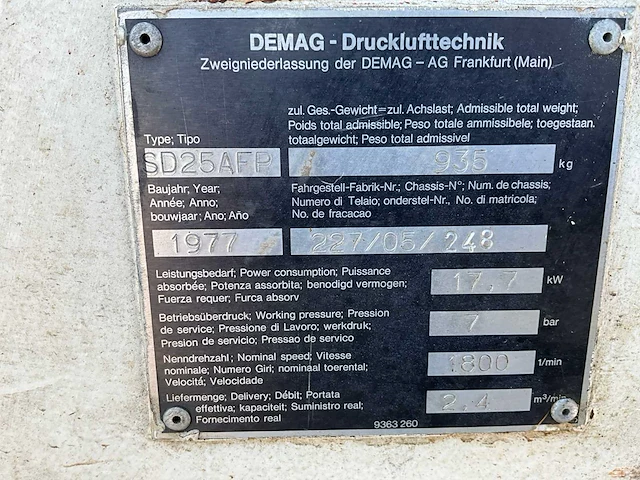 DEMAG - Drucklufttechnik
Zweigniederlassung der DEMAG – AG Frankfurt (Main)
zul. Ges.-Gewicht=zul. Achslast; Admissible total weight;
Poids total admissible; Peso totale ammissibele; toegestaan.
Type; Tipo totaalgewicht; Peso total admissivel
SD25AFP 935 kg
Baujahr; Year; Fahrgestell-Fabrik-Nr.; Chassis-N°; Num. de chassis;
Année; Anno; Numero di Telaio; onderstel-Nr., No. di matricola;
bouwjaar; Ano; Año No. de fracacao
1977 227/05/248
Leistungsbedarf; Power consumption; Puissance
absorbée; Potenza assorbita; benodigd vermogen; 17,7 kW
Fuerza requer; Furca absorv
Betriebsüberdruck; Working pressure; Pression
de service; Pressione di Lavoro; werkdruk; 7 bar
Presion de servicio; Pressao de servico
Nenndrehzahl; Nominal speed; Vitesse
nominale; Numero Giri; nominaal toerental; 1800 1/min
Velocitá; Velocidade
Liefermenge; Delivery; Débit; Portata
effettiva; kapaciteit; Suministro real; 2,4 m³/min
Fornecimento real
9363 260